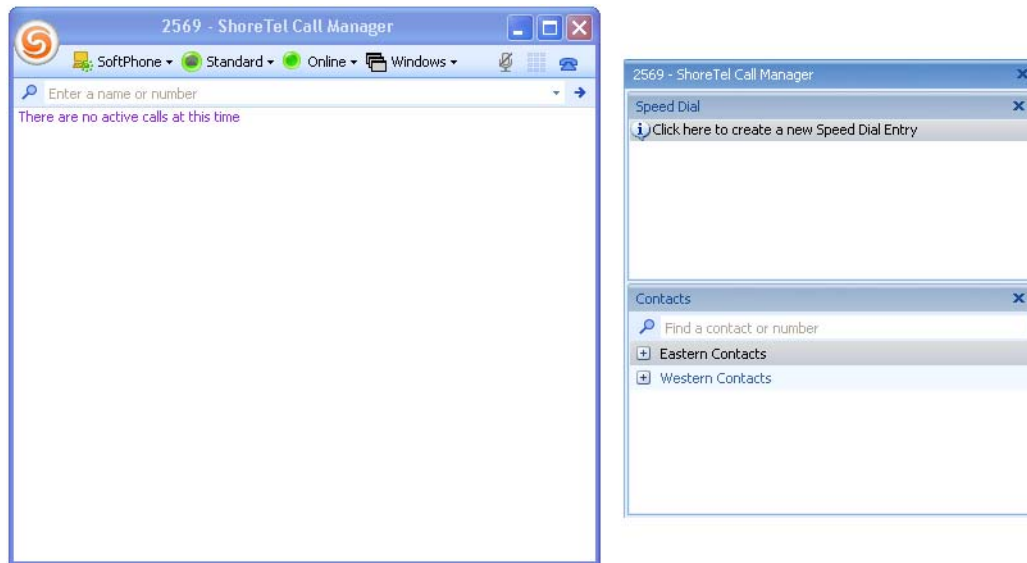 2569 - ShoreTel Call Manager
SoftPhone Standard Online Windows
Enter a name or number
There are no active calls at this time
2569 - ShoreTel Call Manager
Speed Dial
Click here to create a new Speed Dial Entry
Contacts
Find a contact or number
Eastern Contacts
Western Contacts